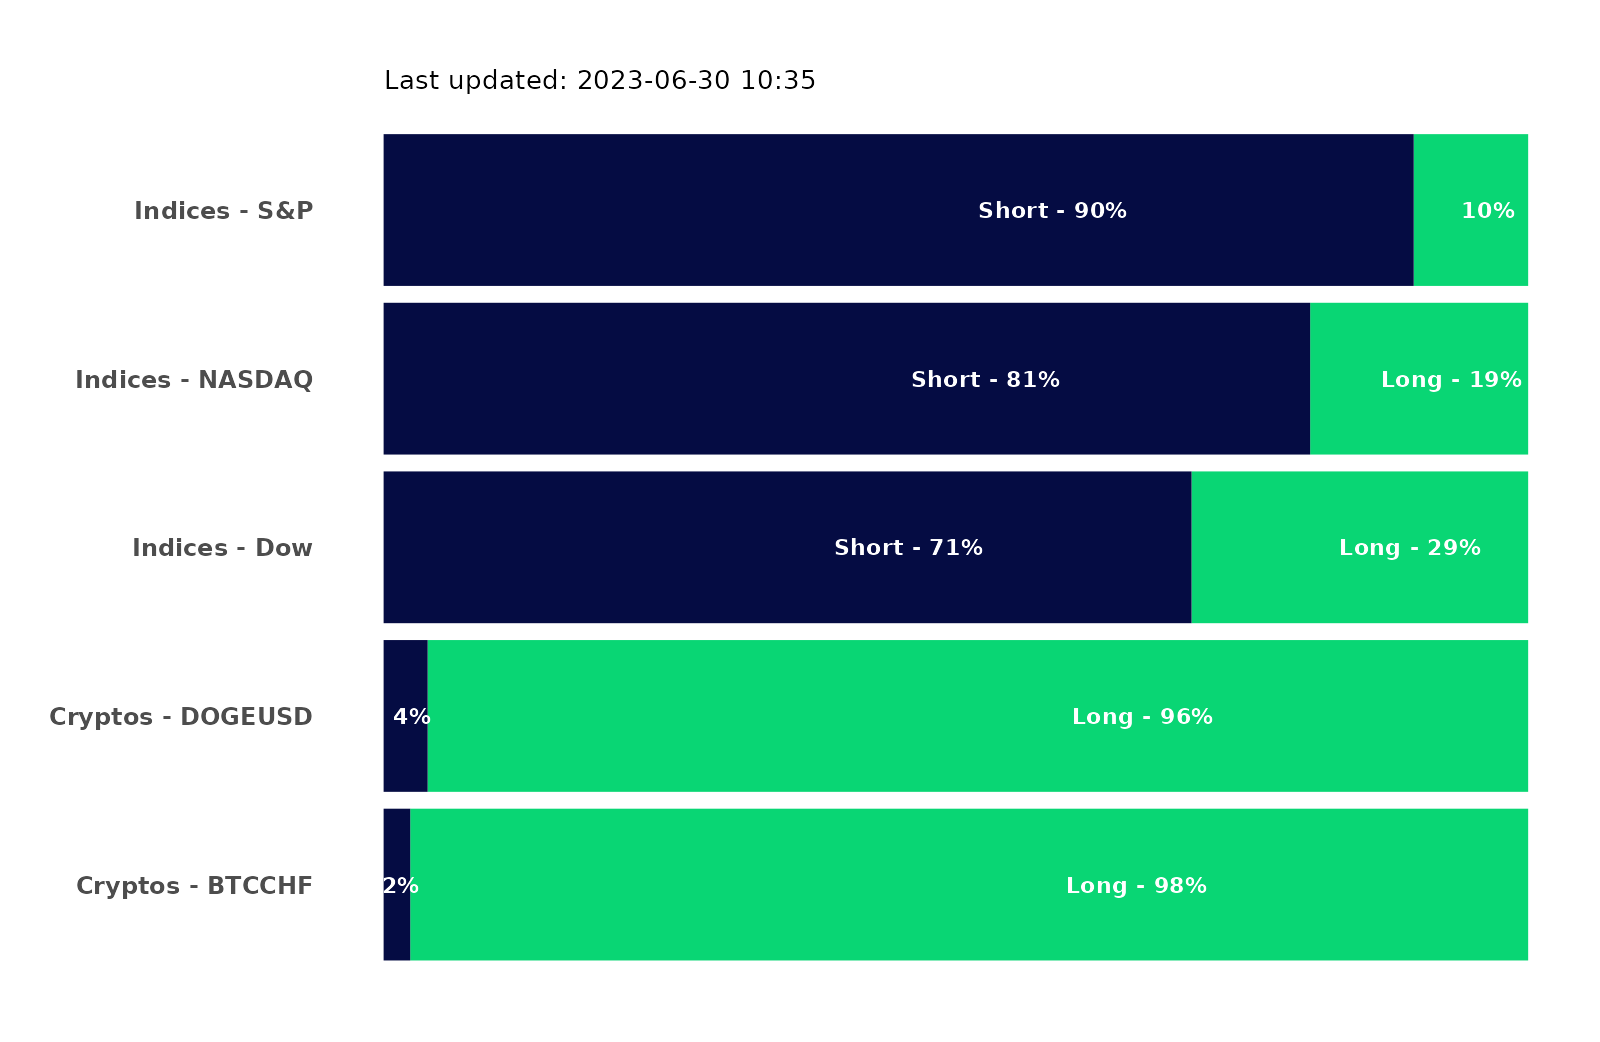 Last updated: 2023-06-30 10:35
Indices - S&P Short - 90% 10%
Indices - NASDAQ Short - 81% Long - 19%
Indices - Dow Short - 71% Long - 29%
Cryptos - DOGEUSD 4% Long - 96%
Cryptos - BTCCHF 2% Long - 98%